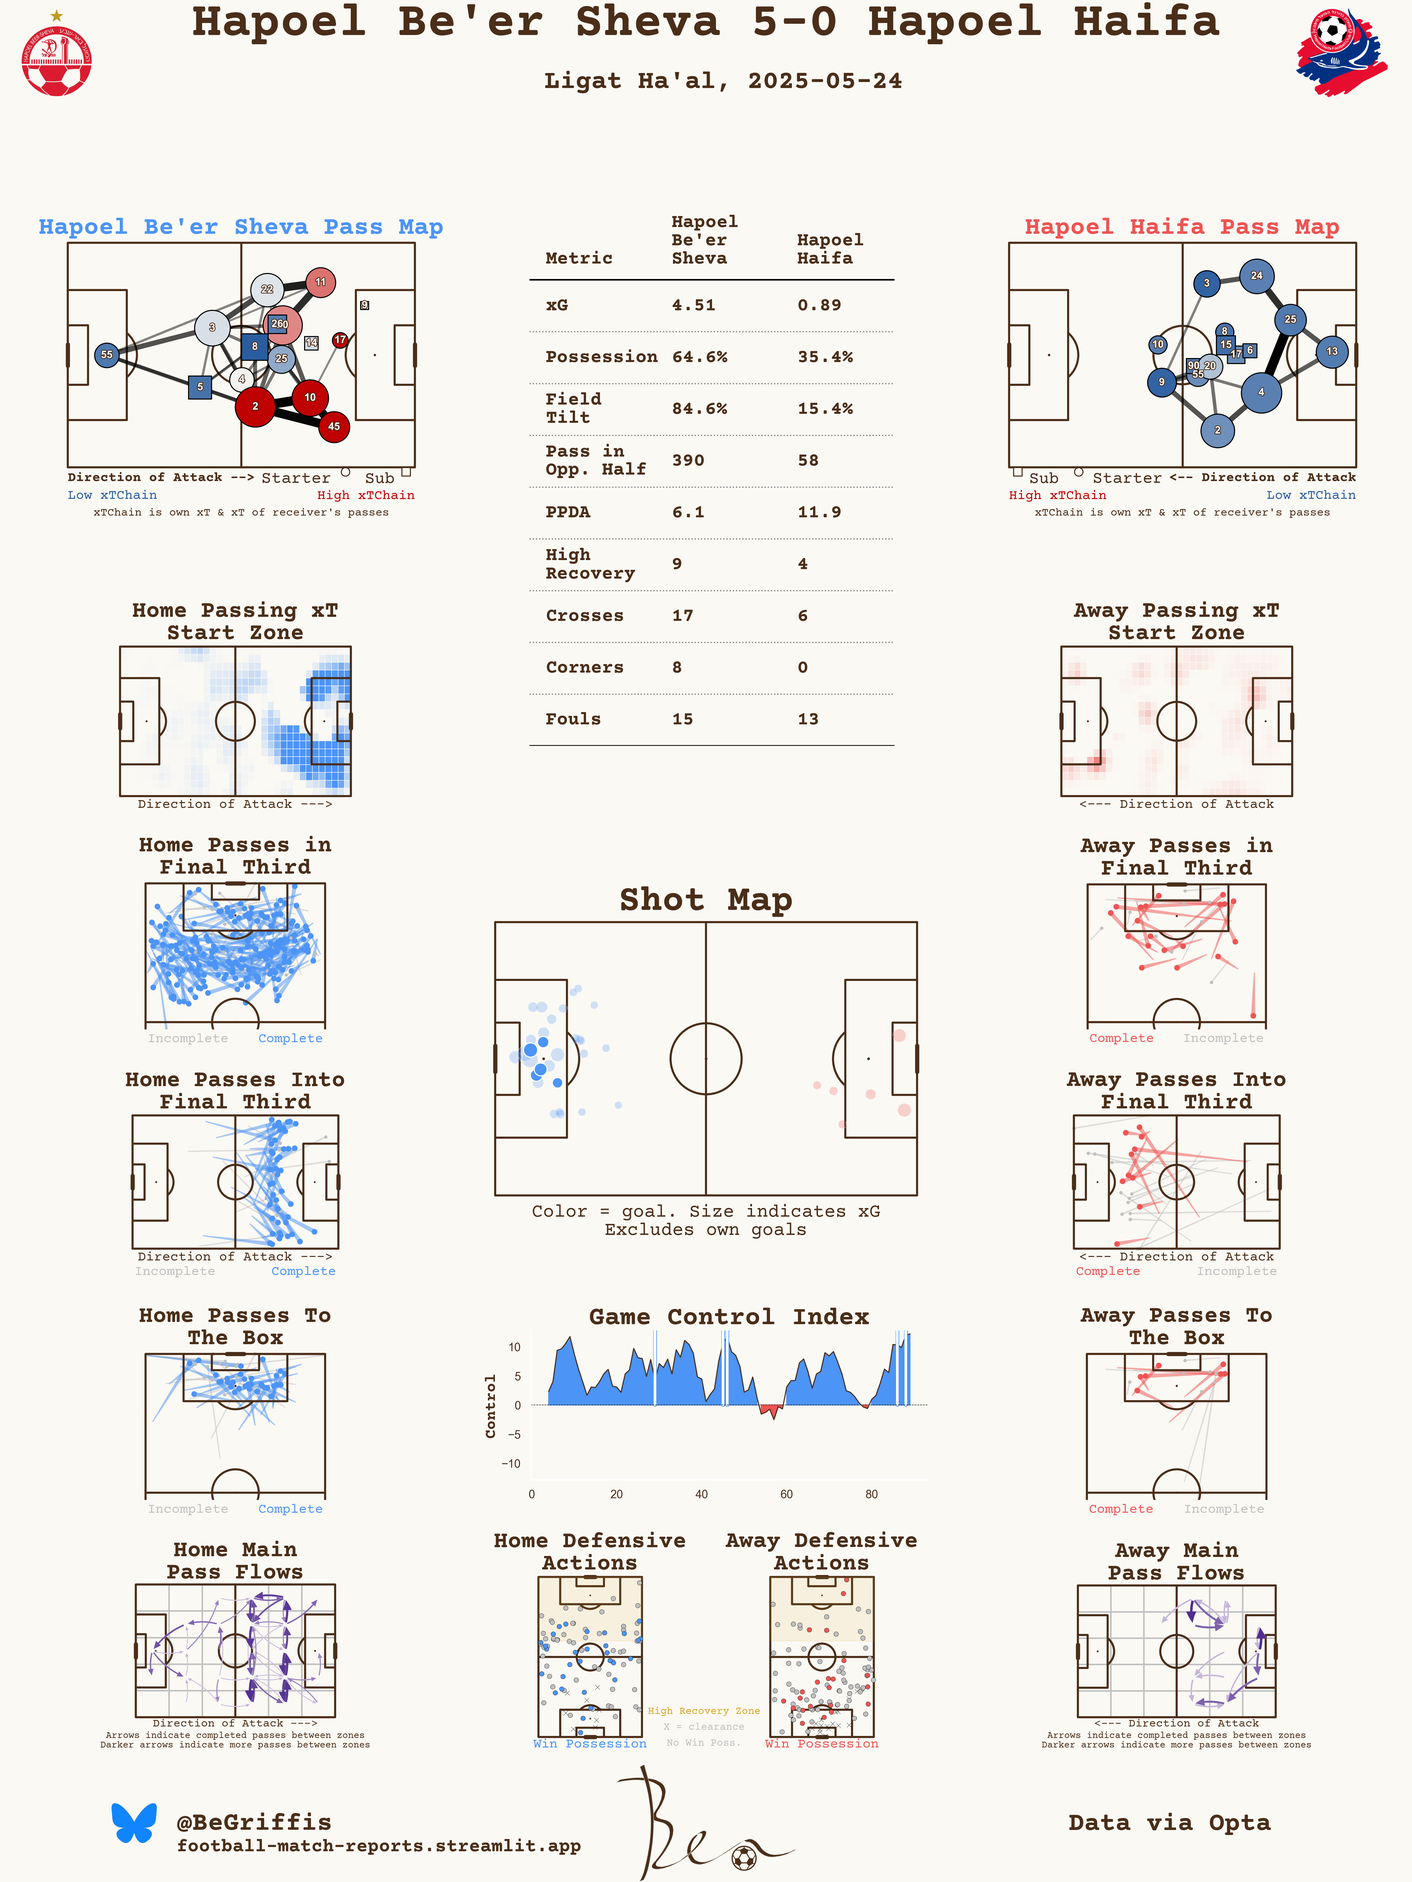 Hapoel Be'er Sheva 5-0 Hapoel Haifa
Ligat Ha'al, 2025-05-24
Hapoel Be'er Sheva Pass Map
22
11
9
3
260
14
17
55
8
25
5
4
2
10
45
Direction of Attack --> Starter Sub
Low xTChain High xTChain
xTChain is own xT & xT of receiver's passes
Metric Hapoel Be'er Sheva Hapoel Haifa
xG 4.51 0.89
Possession 64.6% 35.4%
Field Tilt 84.6% 15.4%
Pass in Opp. Half 390 58
PPDA 6.1 11.9
High Recovery 9 4
Crosses 17 6
Corners 8 0
Fouls 15 13
Hapoel Haifa Pass Map
3
24
25
8
10
15
17
6
13
90
20
55
9
4
2
Sub Starter <-- Direction of Attack
High xTChain Low xTChain
xTChain is own xT & xT of receiver's passes
Home Passing xT
Start Zone
Direction of Attack --->
Away Passing xT
Start Zone
<--- Direction of Attack
Home Passes in
Final Third
Incomplete Complete
Away Passes in
Final Third
Complete Incomplete
Shot Map
Color = goal. Size indicates xG
Excludes own goals
Home Passes Into
Final Third
Direction of Attack --->
Incomplete Complete
Away Passes Into
Final Third
<--- Direction of Attack
Complete Incomplete
Home Passes To
The Box
Incomplete Complete
Game Control Index
Control
10
5
0
−5
−10
0 20 40 60 80
Away Passes To
The Box
Complete Incomplete
Home Main
Pass Flows
Direction of Attack --->
Arrows indicate completed passes between zones
Darker arrows indicate more passes between zones
Home Defensive
Actions
Win Possession
High Recovery Zone
X = clearance
No Win Poss.
Away Defensive
Actions
Win Possession
Away Main
Pass Flows
<--- Direction of Attack
Arrows indicate completed passes between zones
Darker arrows indicate more passes between zones
@BeGriffis
football-match-reports.streamlit.app
Ben
Data via Opta